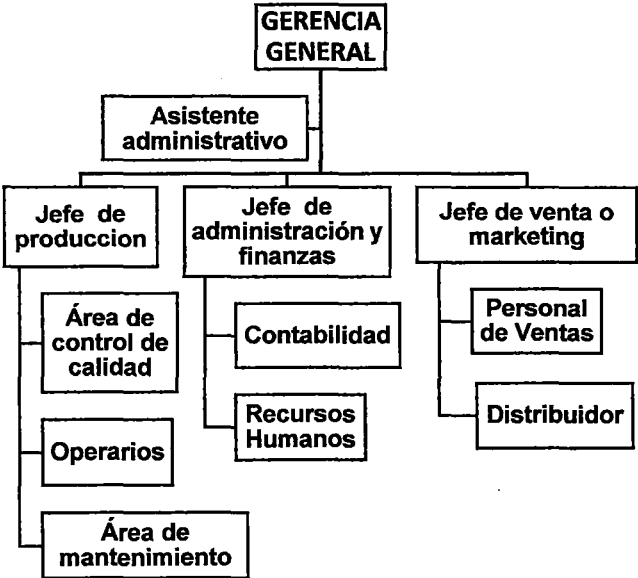 GERENCIA
GENERAL
Asistente
administrativo
Jefe de
produccion
Jefe de
administración y
finanzas
Jefe de venta o
marketing
Área de
control de
calidad
Operarios
Área de
mantenimiento
Contabilidad
Recursos
Humanos
Personal
de Ventas
Distribuidor